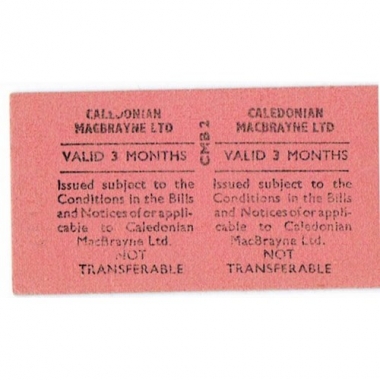 CALEDONIAN
MACBRAYNE LTD
VALID 3 MONTHS
Issued subject to the
Conditions in the Bills
and Notices of or appli-
cable to Caledonian
MacBrayne Ltd.
NOT
TRANSFERABLE
CMB 2
CALEDONIAN
MACBRAYNE LTD
VALID 3 MONTHS
Issued subject to the
Conditions in the Bills
and Notices of or appli-
cable to Caledonian
MacBrayne Ltd.
NOT
TRANSFERABLE